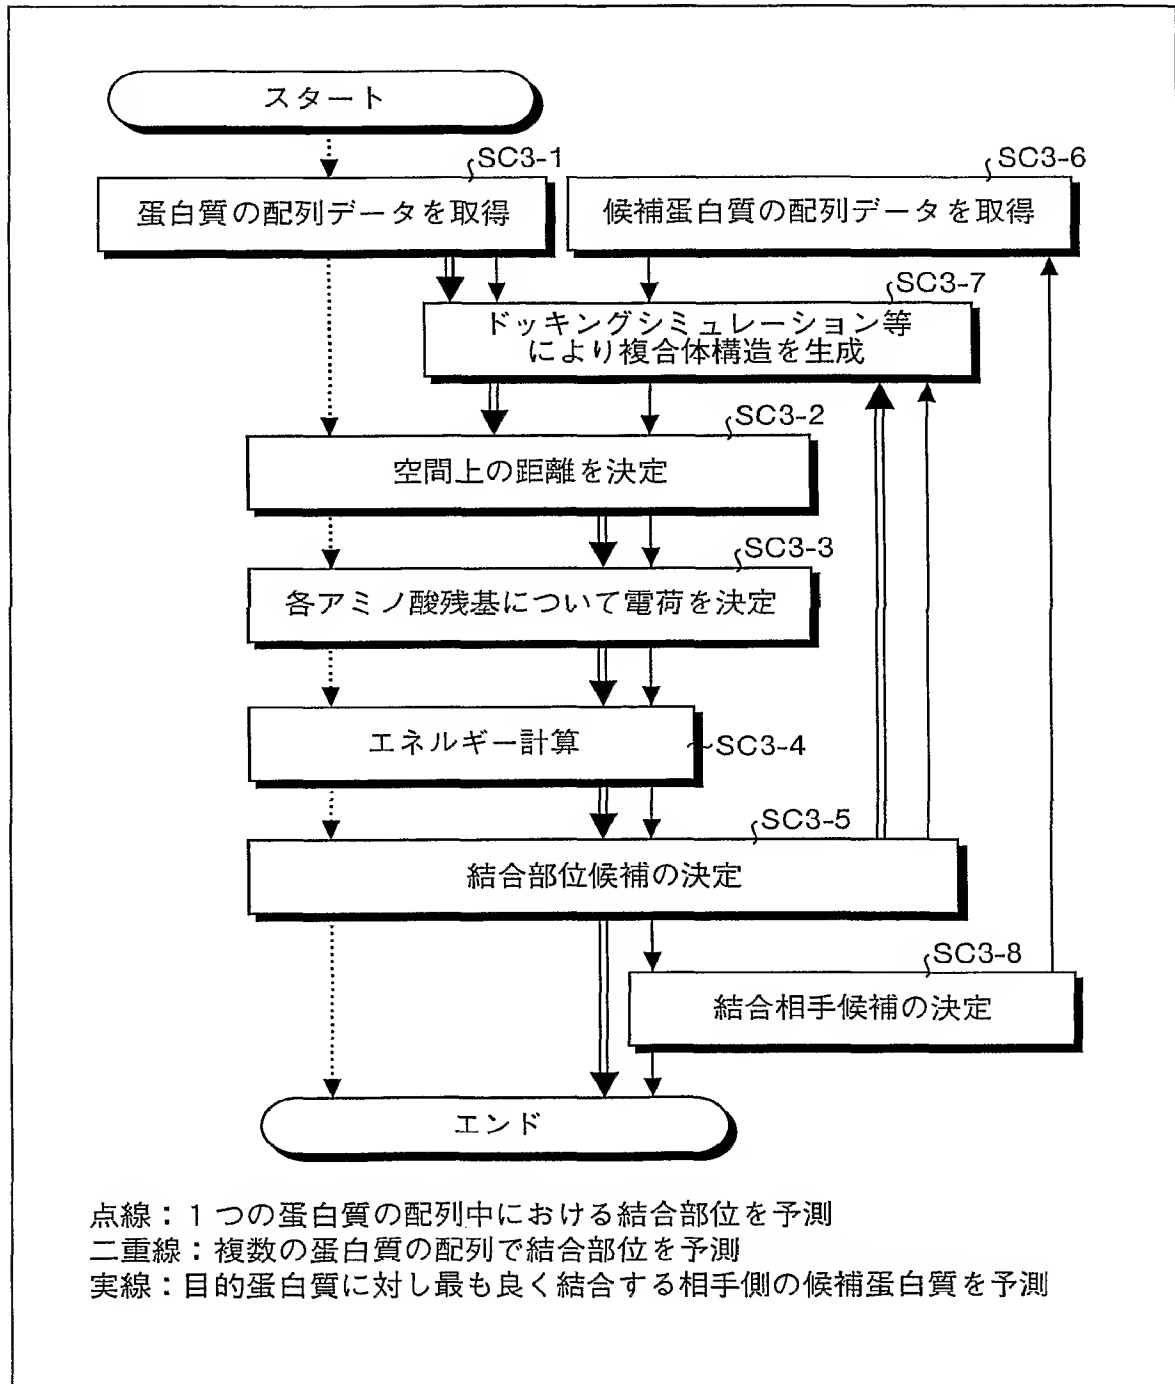 スタート
SC3-1
蛋白質の配列データを取得
SC3-6
候補蛋白質の配列データを取得
SC3-7
ドッキングシミュレーション等
により複合体構造を生成
SC3-2
空間上の距離を決定
SC3-3
各アミノ酸残基について電荷を決定
エネルギー計算
SC3-4
SC3-5
結合部位候補の決定
SC3-8
結合相手候補の決定
エンド
点線：1つの蛋白質の配列中における結合部位を予測
二重線：複数の蛋白質の配列で結合部位を予測
実線：目的蛋白質に対し最も良く結合する相手側の候補蛋白質を予測